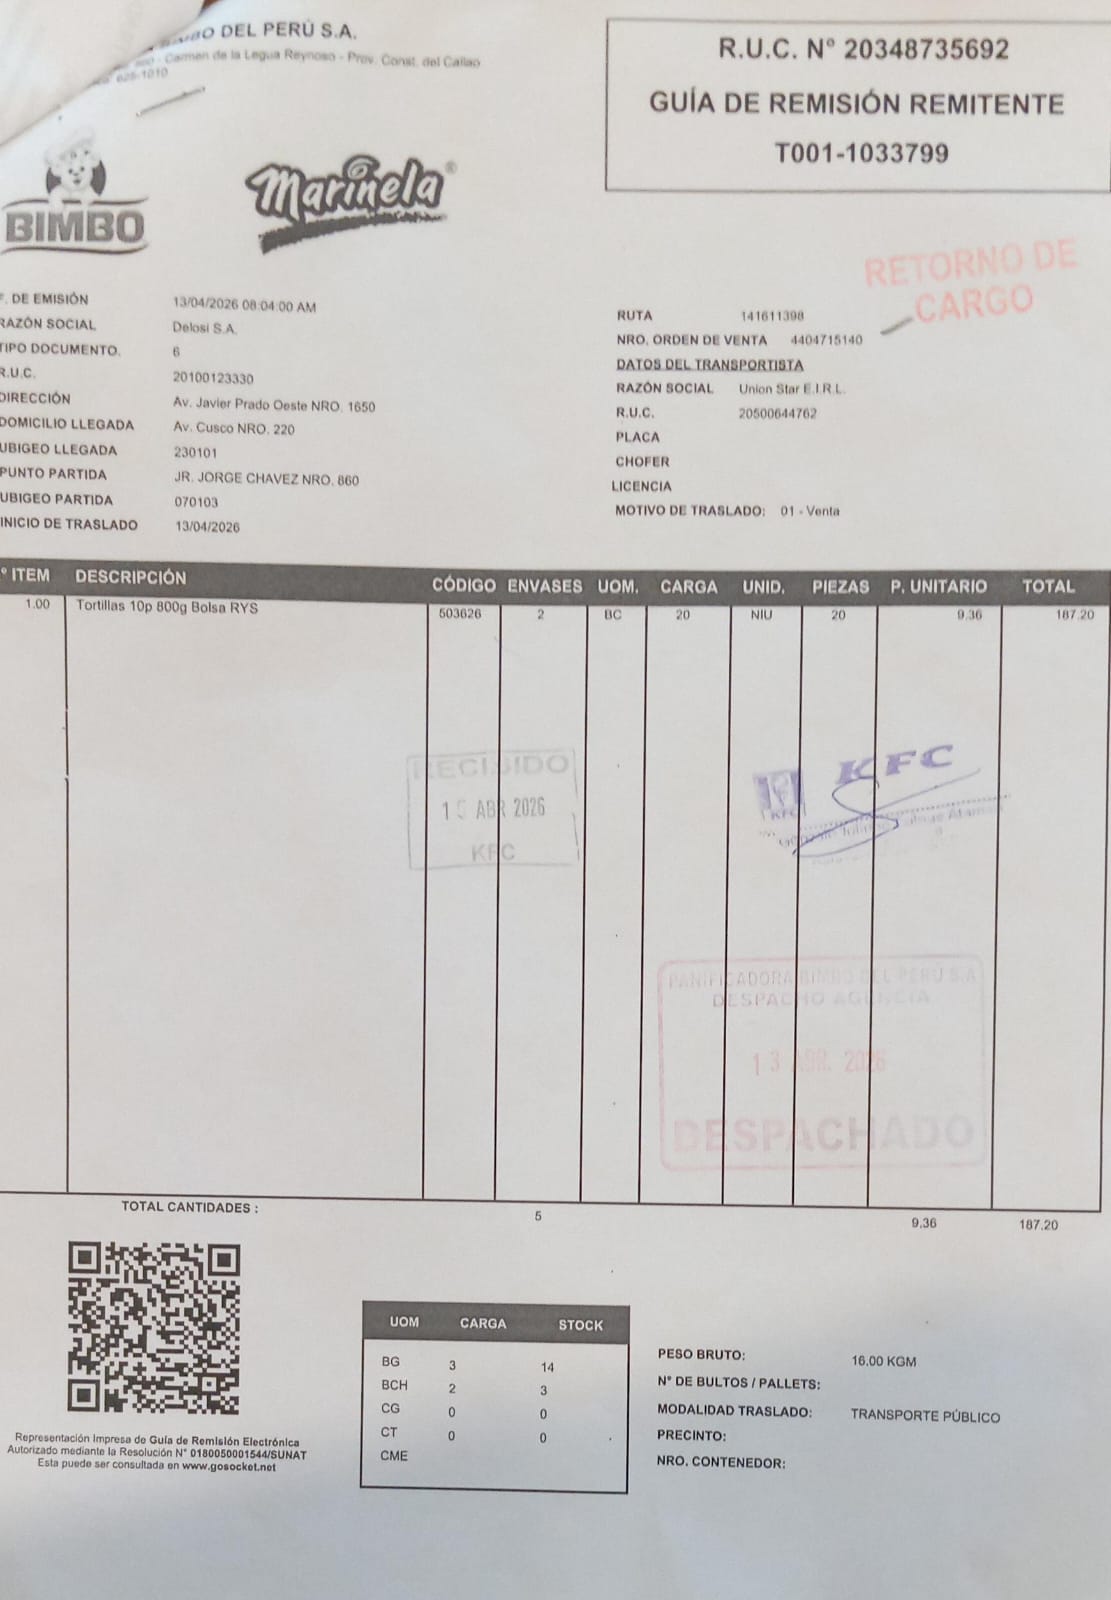 BIMBO DEL PERÚ S.A.
Carmen de la Legua Reynoso - Prov. Const. del Callao
625-1010
BIMBO
Marinela®
R.U.C. N° 20348735692
GUÍA DE REMISIÓN REMITENTE
T001-1033799
RETORNO DE
CARGO
F. DE EMISIÓN 13/04/2026 08:04:00 AM
RAZÓN SOCIAL Delosi S.A.
TIPO DOCUMENTO. 6
R.U.C. 20100123330
DIRECCIÓN Av. Javier Prado Oeste NRO. 1650
DOMICILIO LLEGADA Av. Cusco NRO. 220
UBIGEO LLEGADA 230101
PUNTO PARTIDA JR. JORGE CHAVEZ NRO. 860
UBIGEO PARTIDA 070103
INICIO DE TRASLADO 13/04/2026
RUTA 141611398
NRO. ORDEN DE VENTA 4404715140
DATOS DEL TRANSPORTISTA
RAZÓN SOCIAL Union Star E.I.R.L.
R.U.C. 20500644762
PLACA
CHOFER
LICENCIA
MOTIVO DE TRASLADO: 01 - Venta
° ITEM DESCRIPCIÓN CÓDIGO ENVASES UOM. CARGA UNID. PIEZAS P. UNITARIO TOTAL
1.00 Tortillas 10p 800g Bolsa RYS 503626 2 BC 20 NIU 20 9.36 187.20
RECIBIDO
15 ABR 2026
KFC
KFC
KFC
PANIFICADORA BIMBO DEL PERÚ S.A
DESPACHO AGENCIA
13 ABR. 2026
DESPACHADO
TOTAL CANTIDADES : 5 9.36 187.20
UOM CARGA STOCK
BG 3 14
BCH 2 3
CG 0 0
CT 0 0
CME
PESO BRUTO: 16.00 KGM
N° DE BULTOS / PALLETS:
MODALIDAD TRASLADO: TRANSPORTE PÚBLICO
PRECINTO:
NRO. CONTENEDOR:
Representación Impresa de Guía de Remisión Electrónica
Autorizado mediante la Resolución N° 0180050001544/SUNAT
Esta puede ser consultada en www.gosocket.net